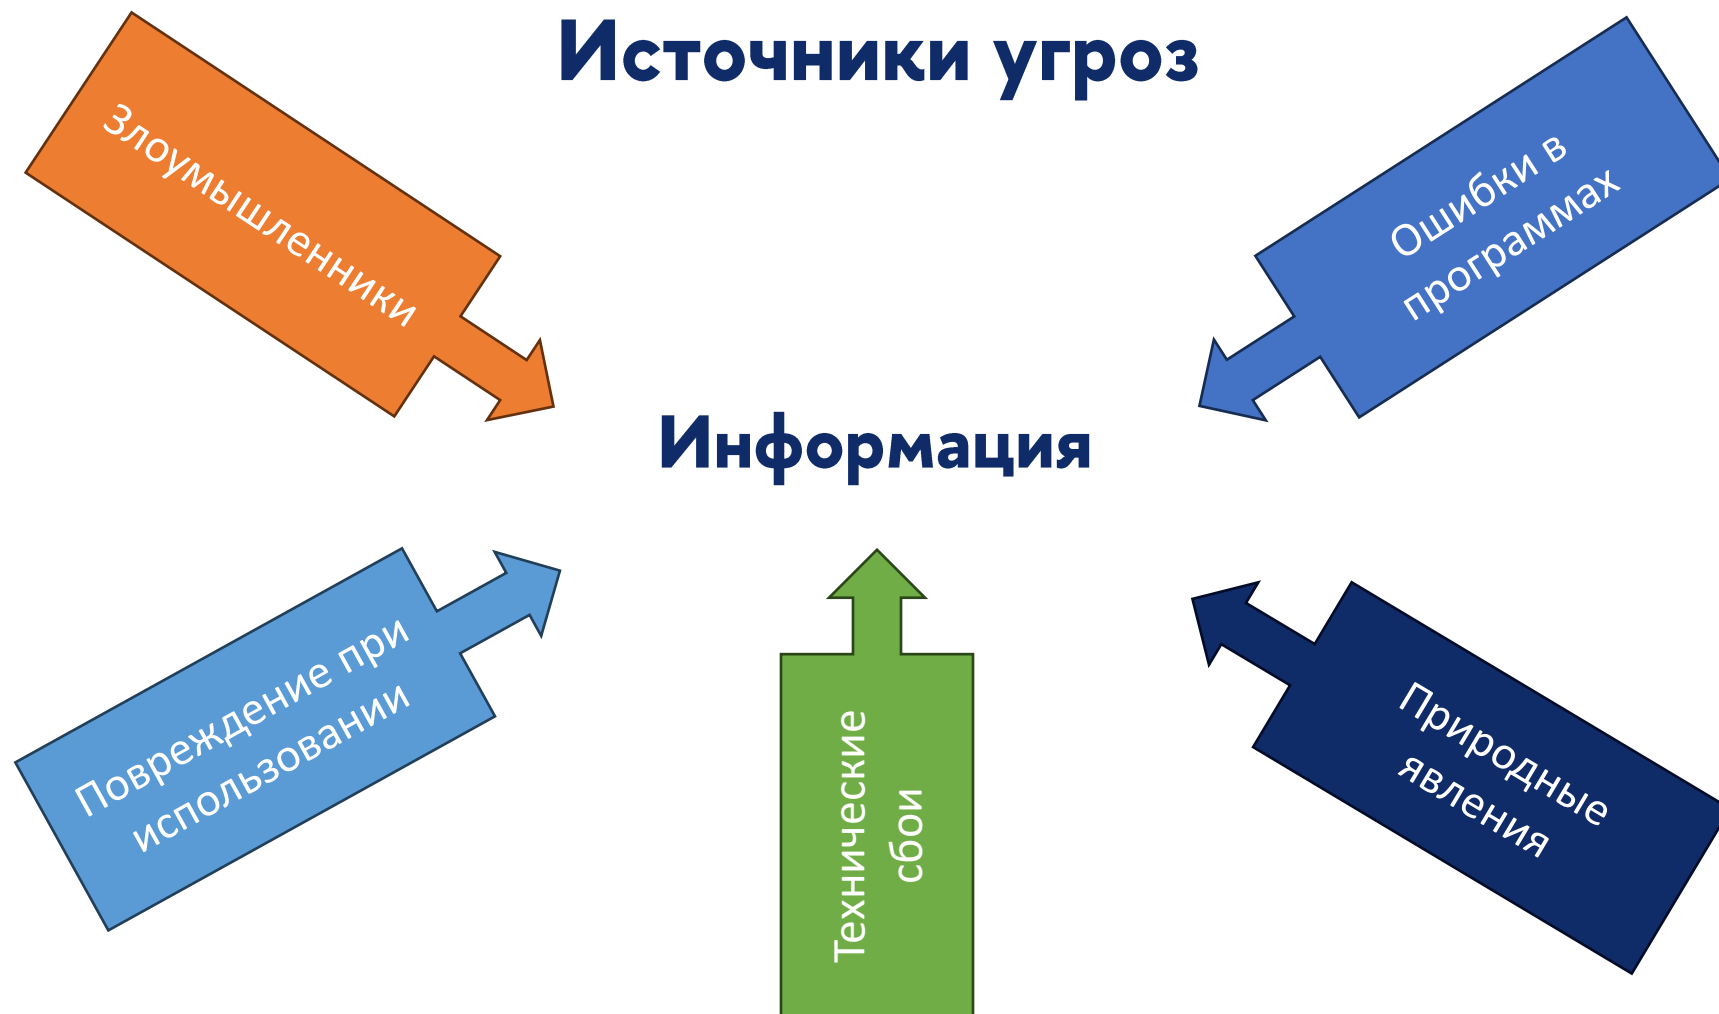 Источники угроз
Злоумышленники
Ошибки в
программах
Информация
Повреждение при
использовании
Технические
сбои
Природные
явления